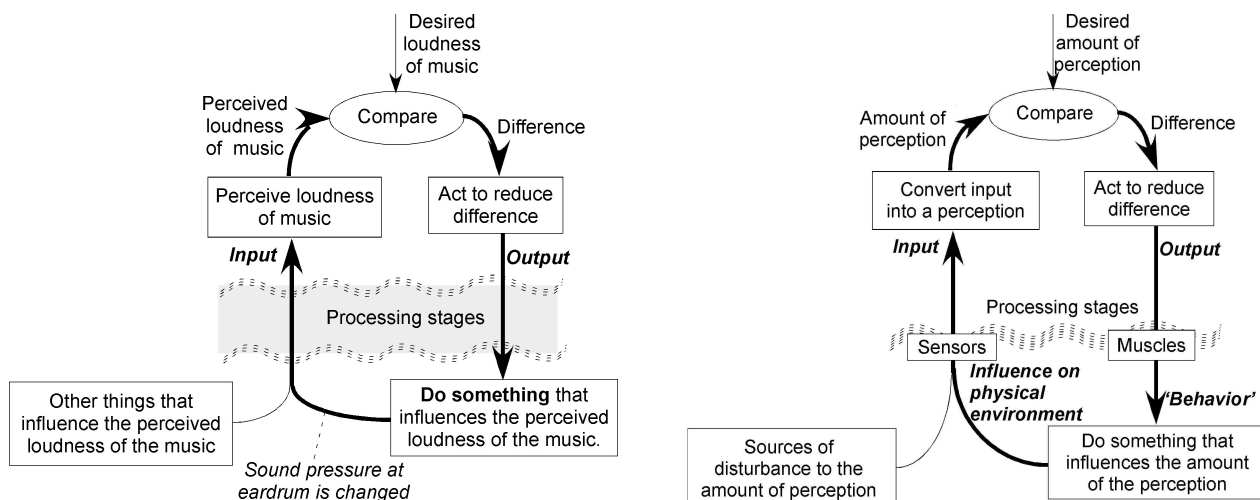 Desired
loudness
of music
Perceived
loudness
of music
Compare
Difference
Perceive loudness
of music
Act to reduce
difference
Input
Output
Processing stages
Other things that
influence the perceived
loudness of the music
Do something that
influences the perceived
loudness of the music.
Sound pressure at
eardrum is changed
Desired
amount of
perception
Amount of
perception
Compare
Difference
Convert input
into a perception
Act to reduce
difference
Input
Output
Processing stages
Sensors
Muscles
Influence on
physical
environment
'Behavior'
Sources of
disturbance to the
amount of perception
Do something that
influences the amount
of the perception